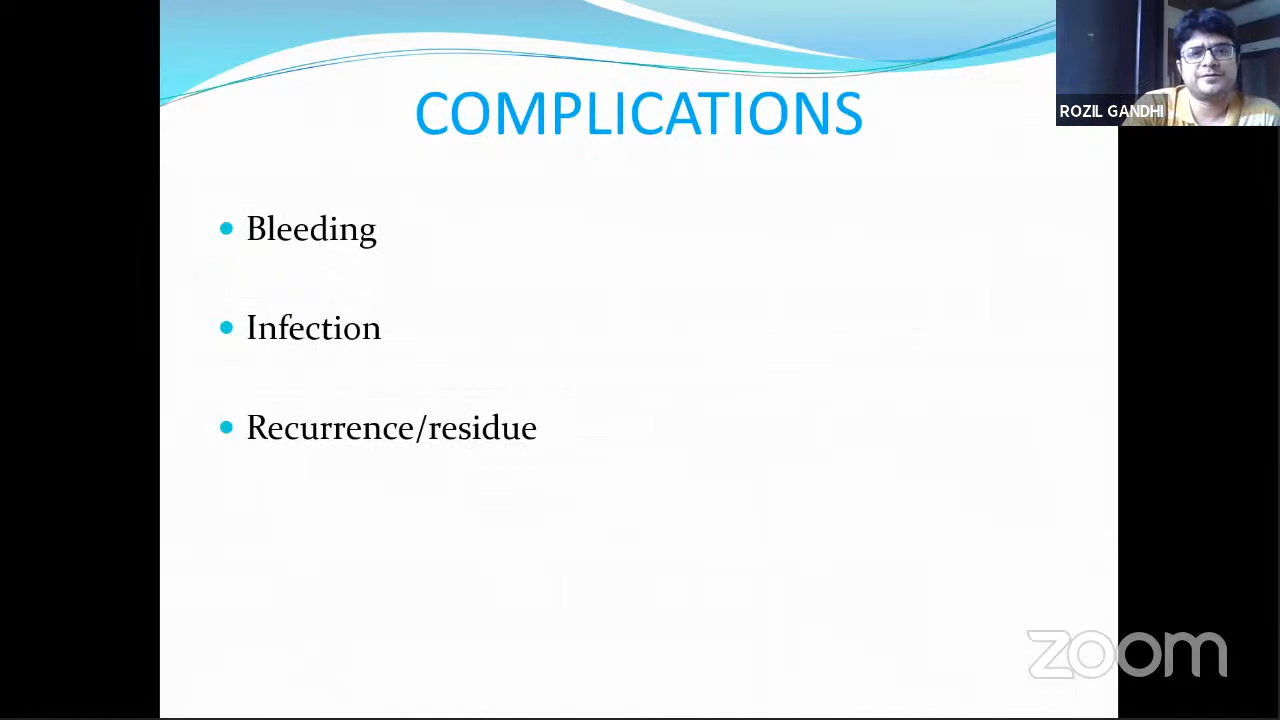 COMPLICATIONS
ROZIL GANDHI
Bleeding
Infection
Recurrence/residue
zoom